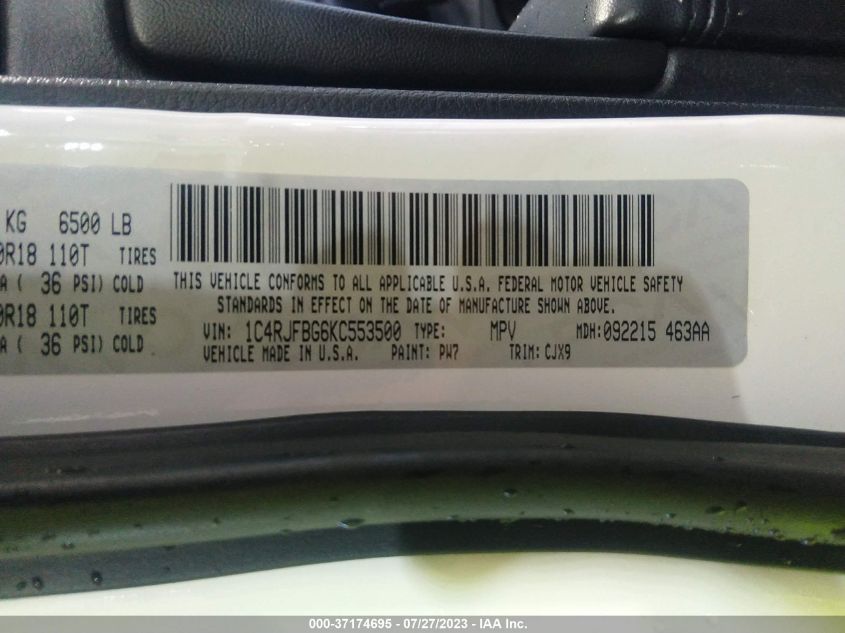 KG 6500 LB
0R18 110T TIRES
A ( 36 PSI) COLD
0R18 110T TIRES
A ( 36 PSI) COLD
THIS VEHICLE CONFORMS TO ALL APPLICABLE U.S.A. FEDERAL MOTOR VEHICLE SAFETY
STANDARDS IN EFFECT ON THE DATE OF MANUFACTURE SHOWN ABOVE.
VIN: 1C4RJFBG6KC553500 TYPE: MPV MDH: 092215 463AA
VEHICLE MADE IN U.S.A. PAINT: PW7 TRIM: CJX9
000-37174695 - 07/27/2023 - IAA Inc.